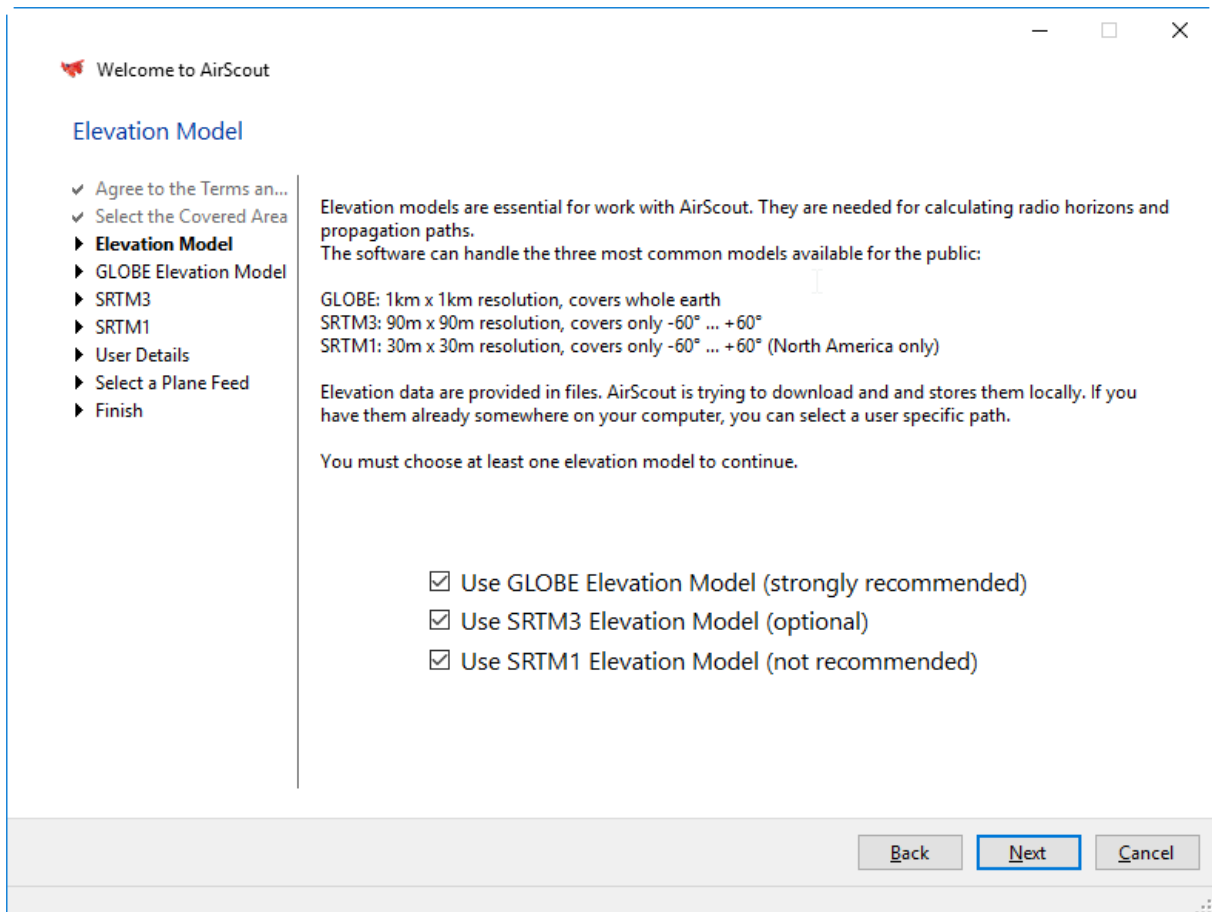 Welcome to AirScout
Elevation Model
Agree to the Terms an...
Select the Covered Area
Elevation Model
GLOBE Elevation Model
SRTM3
SRTM1
User Details
Select a Plane Feed
Finish
Elevation models are essential for work with AirScout. They are needed for calculating radio horizons and
propagation paths.
The software can handle the three most common models available for the public:
GLOBE: 1km x 1km resolution, covers whole earth
SRTM3: 90m x 90m resolution, covers only -60° ... +60°
SRTM1: 30m x 30m resolution, covers only -60° ... +60° (North America only)
Elevation data are provided in files. AirScout is trying to download and and stores them locally. If you
have them already somewhere on your computer, you can select a user specific path.
You must choose at least one elevation model to continue.
Use GLOBE Elevation Model (strongly recommended)
Use SRTM3 Elevation Model (optional)
Use SRTM1 Elevation Model (not recommended)
Back
Next
Cancel